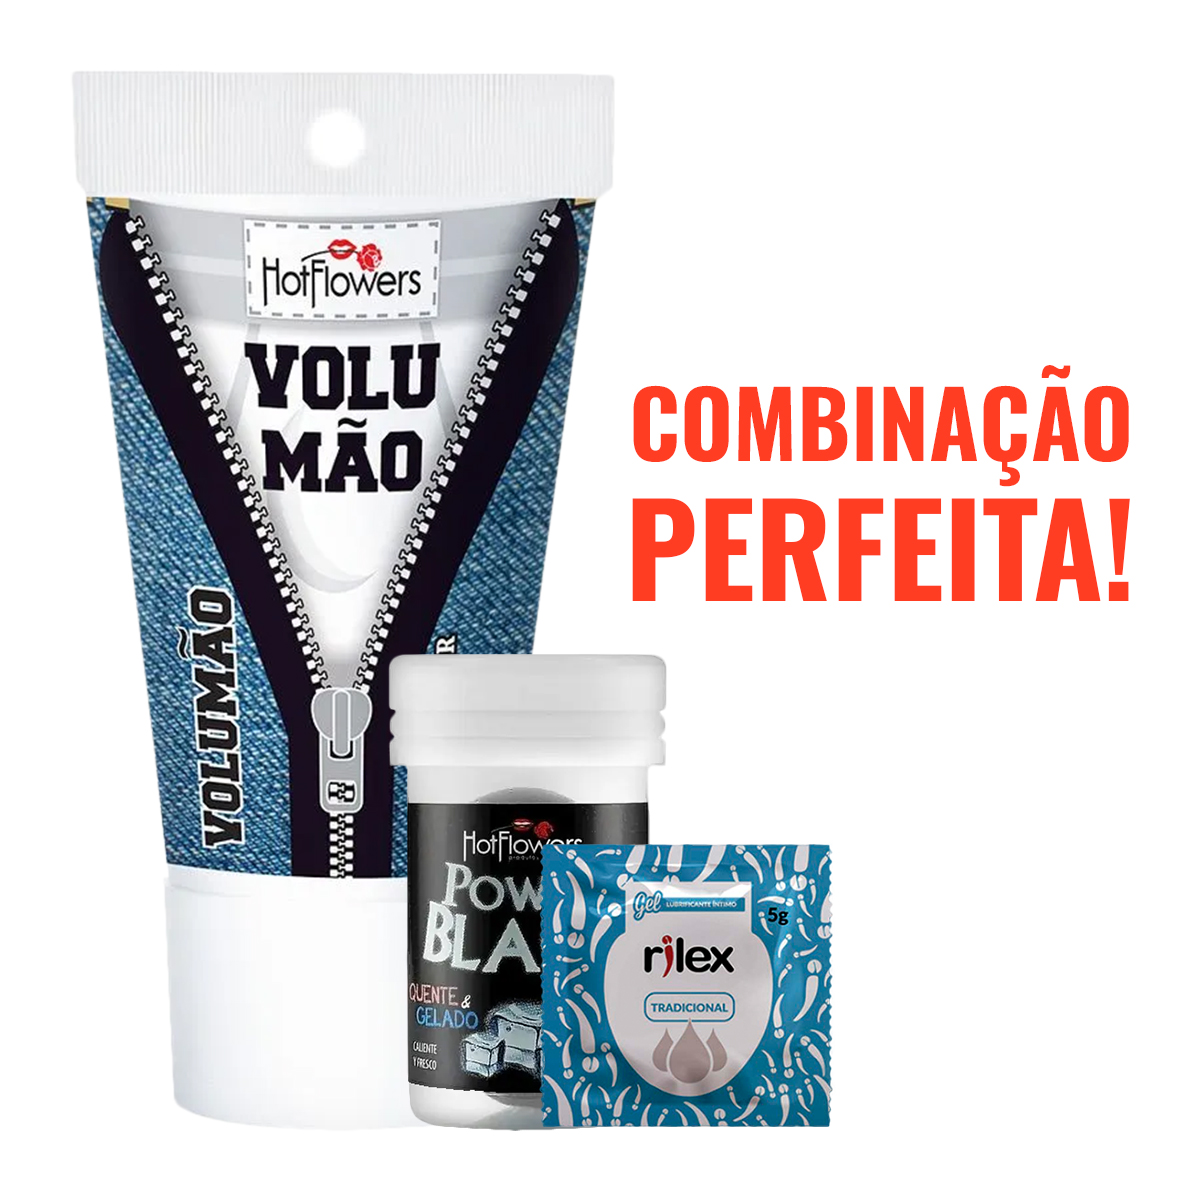 HotFlowers
VOLU
MÃO
VOLUMÃO
COMBINAÇÃO
PERFEITA!
HotFlowers
QUENTE &
GELADO
CALIENTE
Y FRESCO
Gel LUBRIFICANTE ÍNTIMO
5g
rilex
TRADICIONAL